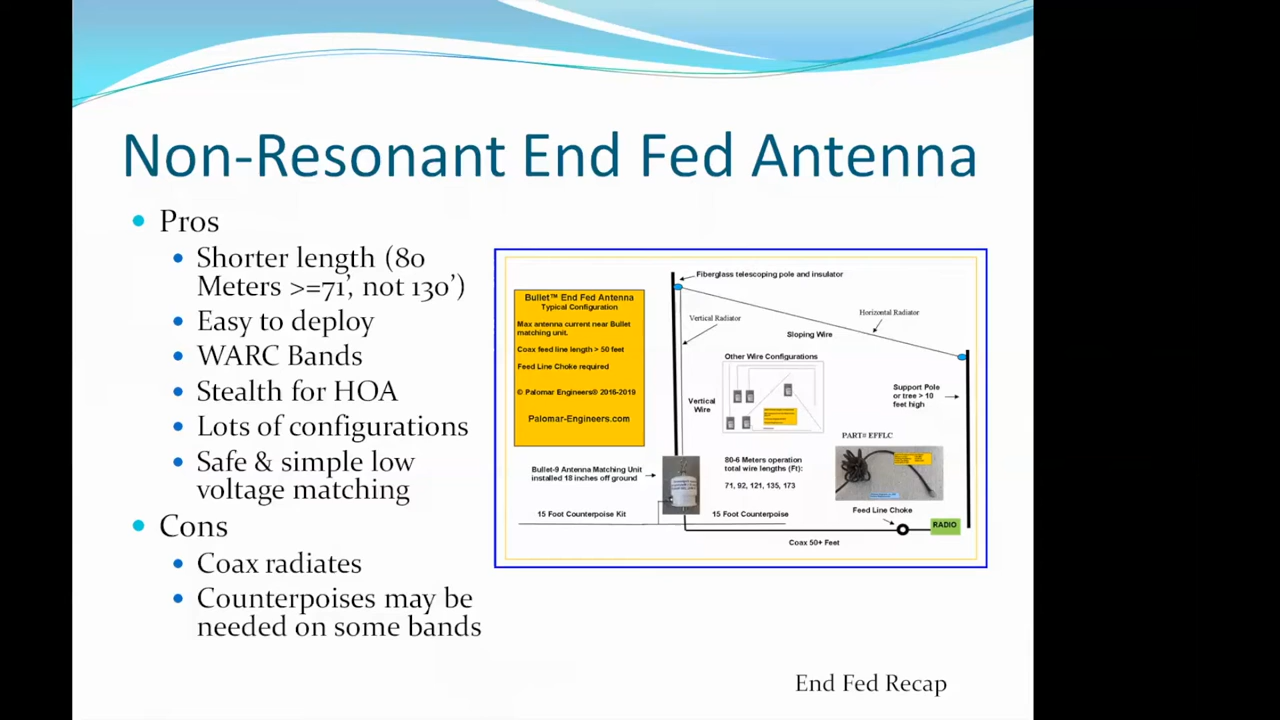 Non-Resonant End Fed Antenna
Pros
Shorter length (80
Meters >=71', not 130')
Easy to deploy
WARC Bands
Stealth for HOA
Lots of configurations
Safe & simple low
voltage matching
Cons
Coax radiates
Counterpoises may be
needed on some bands
Bullet™ End Fed Antenna
Typical Configuration
Max antenna current near Bullet
matching unit.
Coax feed line length > 50 feet
Feed Line Choke required
© Palomar Engineers® 2016-2019
Palomar-Engineers.com
Fiberglass telescoping pole and insulator
Vertical Radiator
Horizontal Radiator
Sloping Wire
Other Wire Configurations
Vertical
Wire
Support Pole
or tree > 10
feet high
PART# EFFLC
Bullet-9 Antenna Matching Unit
installed 18 inches off ground
80-6 Meters operation
total wire lengths (Ft):
71, 92, 121, 135, 173
15 Foot Counterpoise Kit
15 Foot Counterpoise
Feed Line Choke
RADIO
Coax 50+ Feet
End Fed Recap